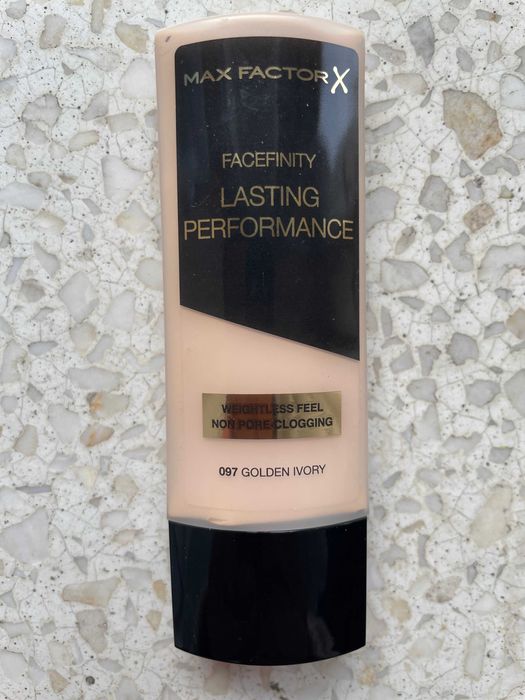 MAX FACTOR X
FACEFINITY
LASTING
PERFORMANCE
WEIGHTLESS FEEL
NON PORE-CLOGGING
097 GOLDEN IVORY